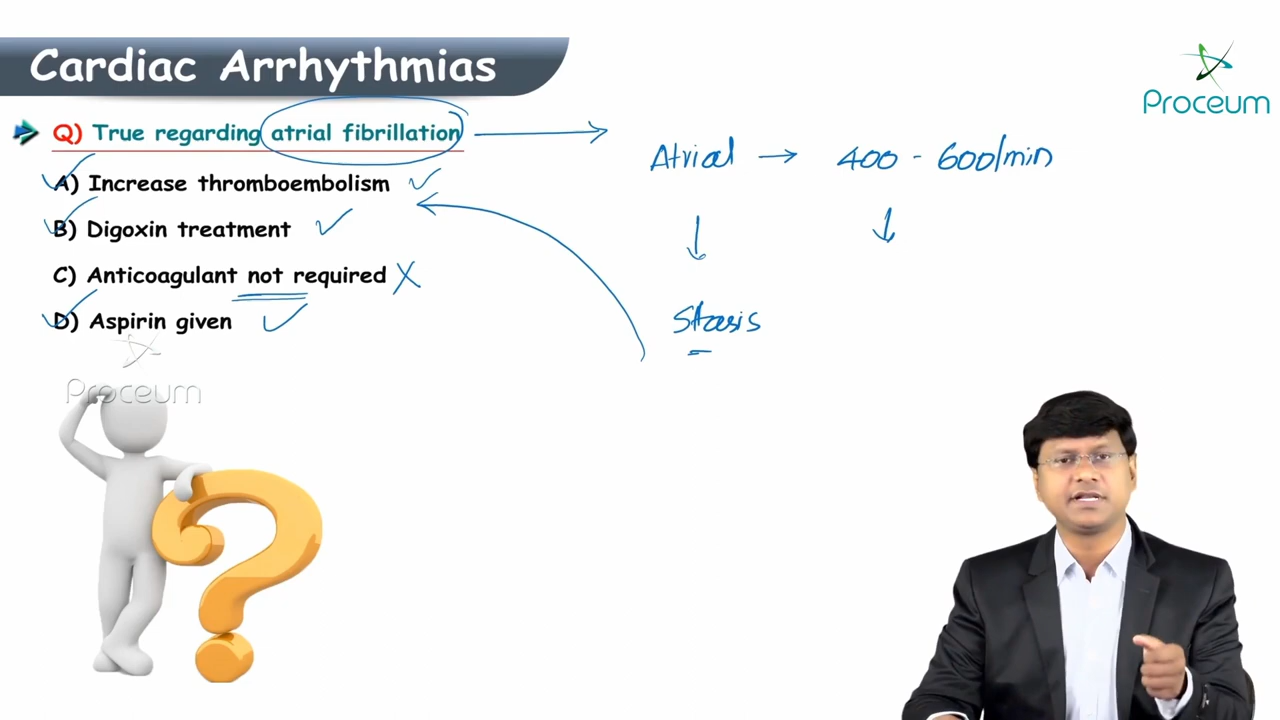 Cardiac Arrhythmias
Proceum
Q) True regarding atrial fibrillation
A) Increase thromboembolism
B) Digoxin treatment
C) Anticoagulant not required
D) Aspirin given
Atrial → 400 - 600/min
Stasis
Proceum